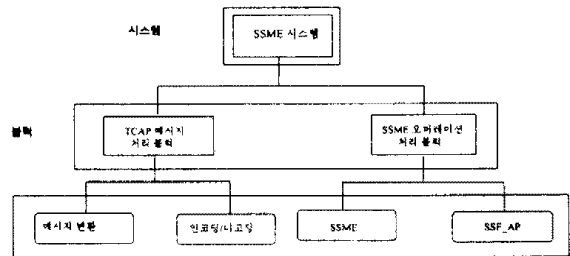 시스템
SSME 시스템
블럭
TCAP 메시지
처리 블럭
SSME 오퍼레이션
처리 블럭
메시지 변환
인코딩/디코딩
SSME
SSF_AP